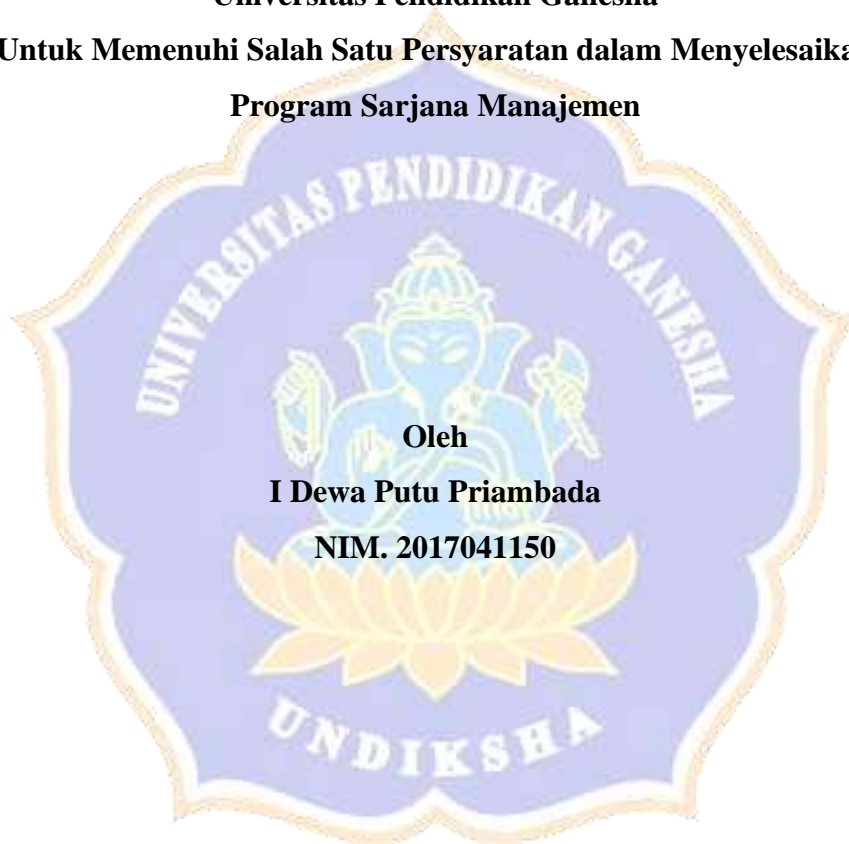 Universitas Pendidikan Ganesha
Untuk Memenuhi Salah Satu Persyaratan dalam Menyelesaika
Program Sarjana Manajemen
UNIVERSITAS PENDIDIKAN GANESHA
Oleh
I Dewa Putu Priambada
NIM. 2017041150
UNDIKSHA